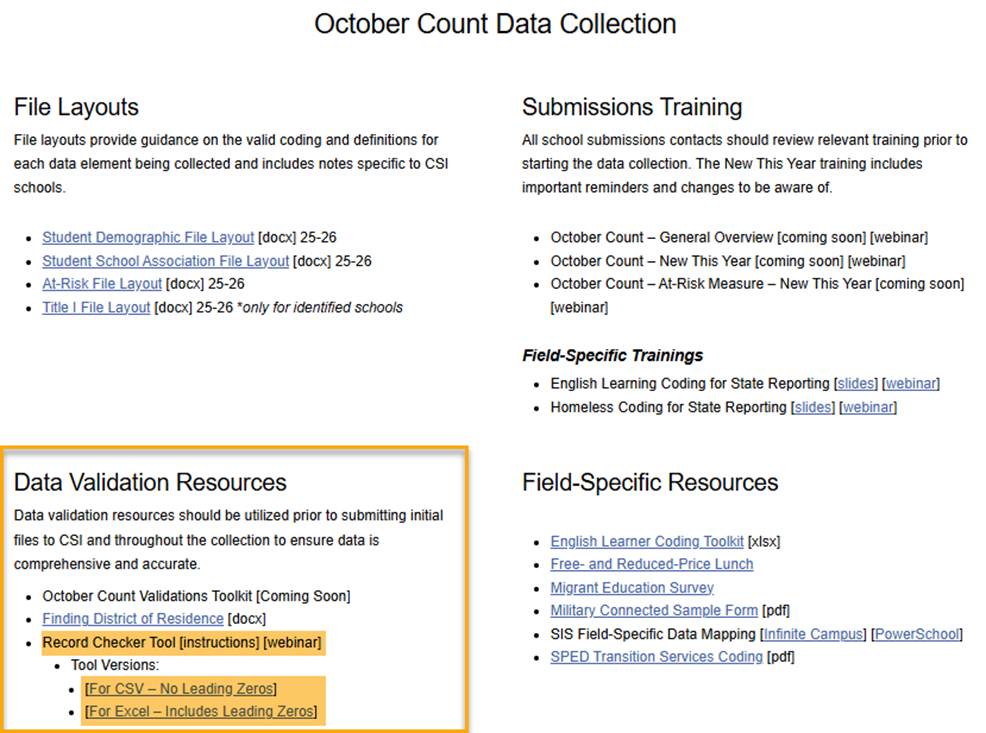 October Count Data Collection
File Layouts
File layouts provide guidance on the valid coding and definitions for
each data element being collected and includes notes specific to CSI
schools.
• Student Demographic File Layout [docx] 25-26
• Student School Association File Layout [docx] 25-26
• At-Risk File Layout [docx] 25-26
• Title I File Layout [docx] 25-26 *only for identified schools
Submissions Training
All school submissions contacts should review relevant training prior to
starting the data collection. The New This Year training includes
important reminders and changes to be aware of.
• October Count – General Overview [coming soon] [webinar]
• October Count – New This Year [coming soon] [webinar]
• October Count – At-Risk Measure – New This Year [coming soon]
[webinar]
Field-Specific Trainings
• English Learning Coding for State Reporting [slides] [webinar]
• Homeless Coding for State Reporting [slides] [webinar]
Data Validation Resources
Data validation resources should be utilized prior to submitting initial
files to CSI and throughout the collection to ensure data is
comprehensive and accurate.
• October Count Validations Toolkit [Coming Soon]
• Finding District of Residence [docx]
• Record Checker Tool [instructions] [webinar]
• Tool Versions:
• [For CSV – No Leading Zeros]
• [For Excel – Includes Leading Zeros]
Field-Specific Resources
• English Learner Coding Toolkit [xlsx]
• Free- and Reduced-Price Lunch
• Migrant Education Survey
• Military Connected Sample Form [pdf]
• SIS Field-Specific Data Mapping [Infinite Campus] [PowerSchool]
• SPED Transition Services Coding [pdf]